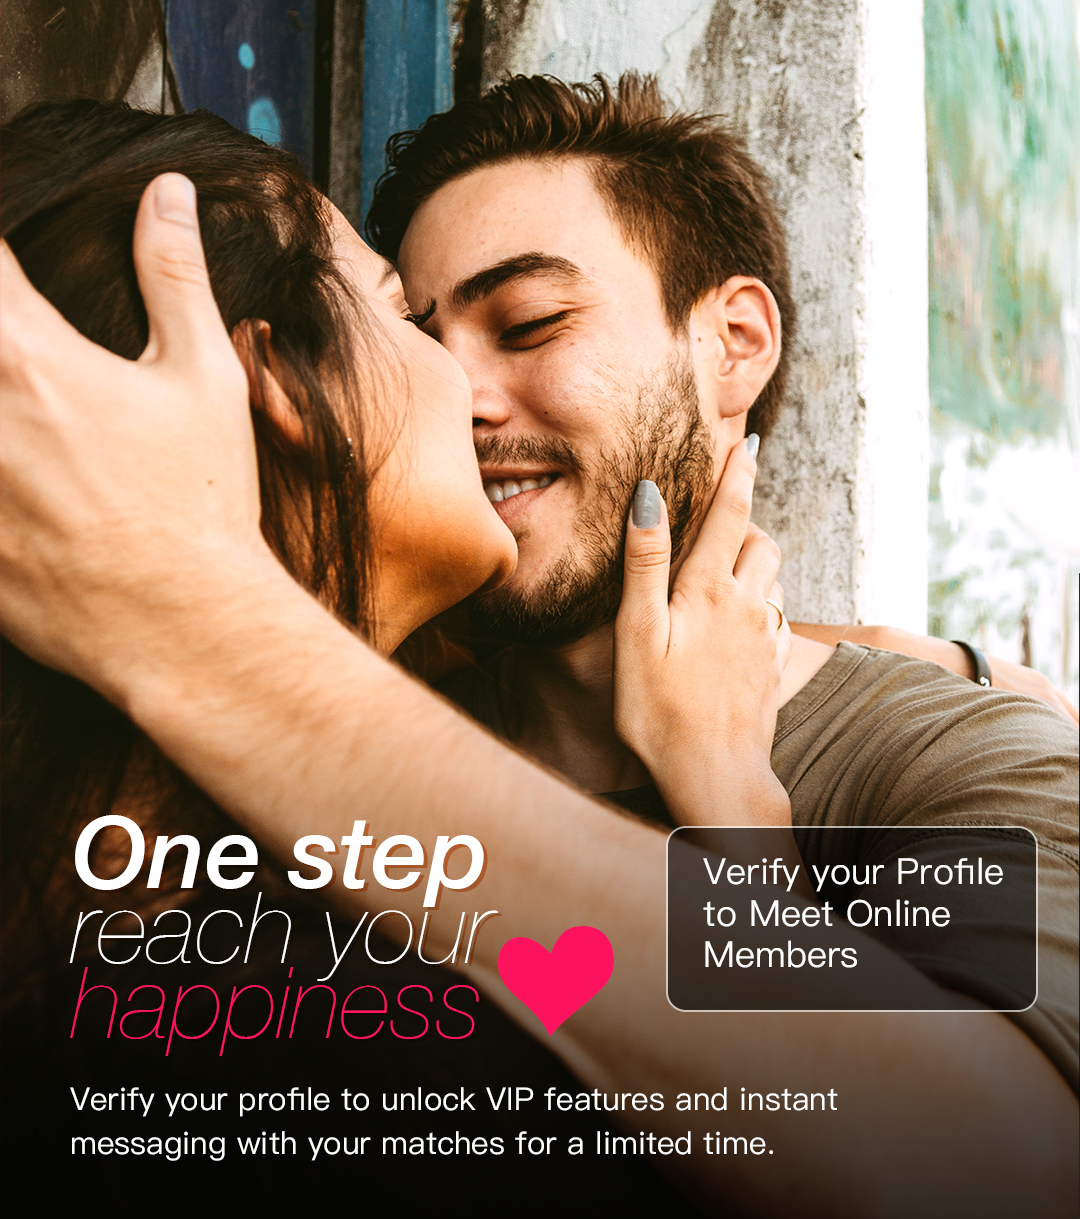 One step
reach your
happiness
Verify your Profile
to Meet Online
Members
Verify your profile to unlock VIP features and instant
messaging with your matches for a limited time.